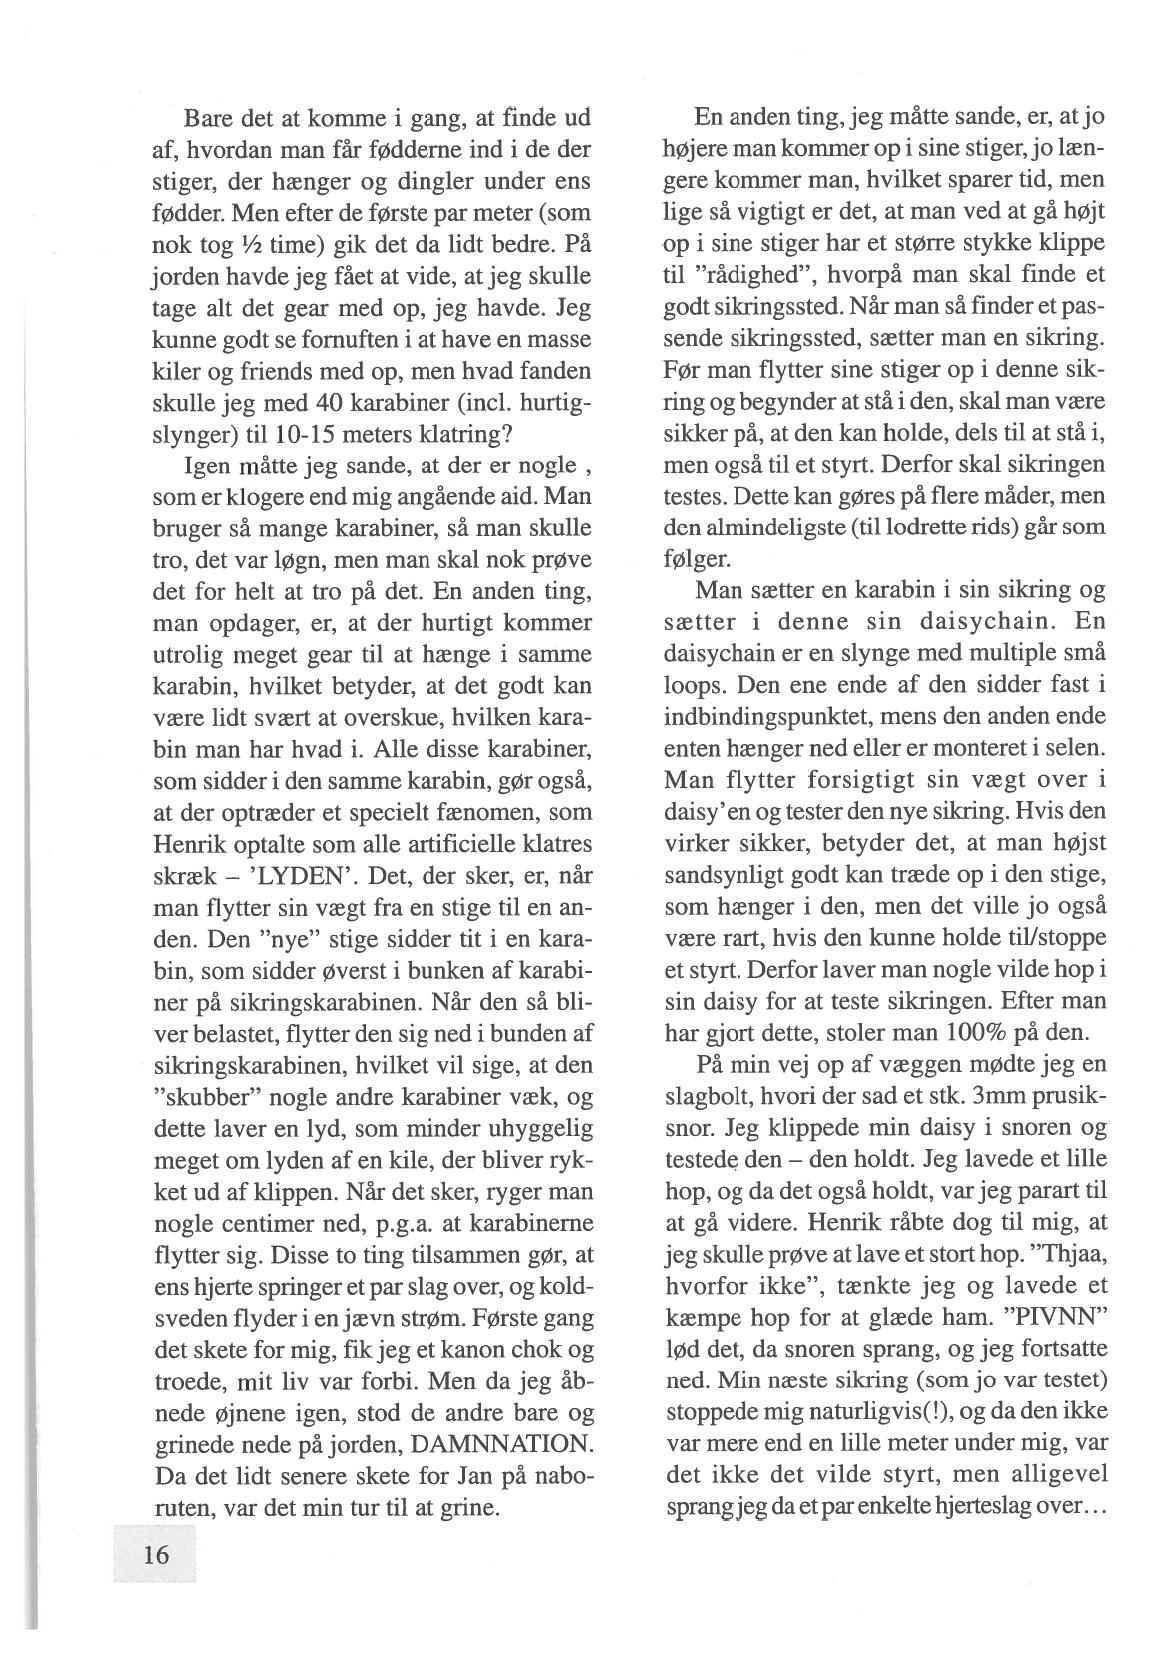 Bare det at komme i gang, at finde ud
af, hvordan man får fødderne ind i de der
stiger, der hænger og dingler under ens
fødder. Men efter de første par meter (som
nok tog ½ time) gik det da lidt bedre. På
jorden havde jeg fået at vide, at jeg skulle
tage alt det gear med op, jeg havde. Jeg
kunne godt se fornuften i at have en masse
kiler og friends med op, men hvad fanden
skulle jeg med 40 karabiner (incl. hurtig-
slynger) til 10-15 meters klatring?
Igen måtte jeg sande, at der er nogle ,
som er klogere end mig angående aid. Man
bruger så mange karabiner, så man skulle
tro, det var løgn, men man skal nok prøve
det for helt at tro på det. En anden ting,
man opdager, er, at der hurtigt kommer
utrolig meget gear til at hænge i samme
karabin, hvilket betyder, at det godt kan
være lidt svært at overskue, hvilken kara-
bin man har hvad i. Alle disse karabiner,
som sidder i den samme karabin, gør også,
at der optræder et specielt fænomen, som
Henrik optalte som alle artificielle klatres
skræk – ’LYDEN’. Det, der sker, er, når
man flytter sin vægt fra en stige til en an-
den. Den ”nye” stige sidder tit i en kara-
bin, som sidder øverst i bunken af karabi-
ner på sikringskarabinen. Når den så bli-
ver belastet, flytter den sig ned i bunden af
sikringskarabinen, hvilket vil sige, at den
”skubber” nogle andre karabiner væk, og
dette laver en lyd, som minder uhyggelig
meget om lyden af en kile, der bliver ryk-
ket ud af klippen. Når det sker, ryger man
nogle centimer ned, p.g.a. at karabinerne
flytter sig. Disse to ting tilsammen gør, at
ens hjerte springer et par slag over, og kold-
sveden flyder i en jævn strøm. Første gang
det skete for mig, fik jeg et kanon chok og
troede, mit liv var forbi. Men da jeg åb-
nede øjnene igen, stod de andre bare og
grinede nede på jorden, DAMNNATION.
Da det lidt senere skete for Jan på nabo-
ruten, var det min tur til at grine.
En anden ting, jeg måtte sande, er, at jo
højere man kommer op i sine stiger, jo læn-
gere kommer man, hvilket sparer tid, men
lige så vigtigt er det, at man ved at gå højt
op i sine stiger har et større stykke klippe
til ”rådighed”, hvorpå man skal finde et
godt sikringssted. Når man så finder et pas-
sende sikringssted, sætter man en sikring.
Før man flytter sine stiger op i denne sik-
ring og begynder at stå i den, skal man være
sikker på, at den kan holde, dels til at stå i,
men også til et styrt. Derfor skal sikringen
testes. Dette kan gøres på flere måder, men
den almindeligste (til lodrette rids) går som
følger.
Man sætter en karabin i sin sikring og
sætter i denne sin daisychain. En
daisychain er en slynge med multiple små
loops. Den ene ende af den sidder fast i
indbindingspunktet, mens den anden ende
enten hænger ned eller er monteret i selen.
Man flytter forsigtigt sin vægt over i
daisy’en og tester den nye sikring. Hvis den
virker sikker, betyder det, at man højst
sandsynligt godt kan træde op i den stige,
som hænger i den, men det ville jo også
være rart, hvis den kunne holde til/stoppe
et styrt. Derfor laver man nogle vilde hop i
sin daisy for at teste sikringen. Efter man
har gjort dette, stoler man 100% på den.
På min vej op af væggen mødte jeg en
slagbolt, hvori der sad et stk. 3mm prusik-
snor. Jeg klippede min daisy i snoren og
testede den – den holdt. Jeg lavede et lille
hop, og da det også holdt, var jeg parart til
at gå videre. Henrik råbte dog til mig, at
jeg skulle prøve at lave et stort hop. ”Thjaa,
hvorfor ikke”, tænkte jeg og lavede et
kæmpe hop for at glæde ham. ”PIVNN”
lød det, da snoren sprang, og jeg fortsatte
ned. Min næste sikring (som jo var testet)
stoppede mig naturligvis(!), og da den ikke
var mere end en lille meter under mig, var
det ikke det vilde styrt, men alligevel
sprang jeg da et par enkelte hjerteslag over...
16